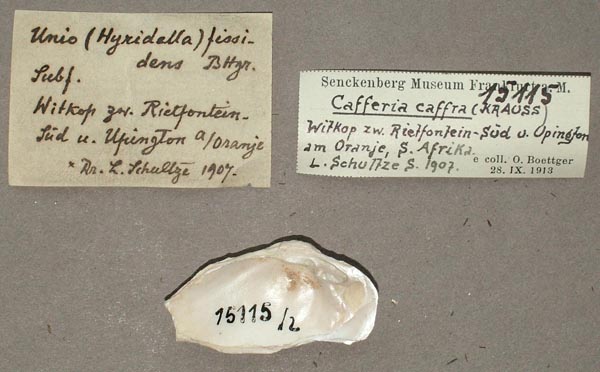 Unio (Hyridella) fissi-
dens Bttgr.
Subf.
Witkop zw. Rietfontein-
Süd u. Upington a/Oranje
* Dr. L. Schultze 1907.
Senckenberg Museum Frankfurt a. M.
15115
Cafferia caffra (KRAUSS)
Witkop zw. Rietfontein-Süd u. Upington
am Oranje, S. Afrika.
L. Schultze S. 1907.
e coll. O. Boettger
28. IX. 1913
15115/2